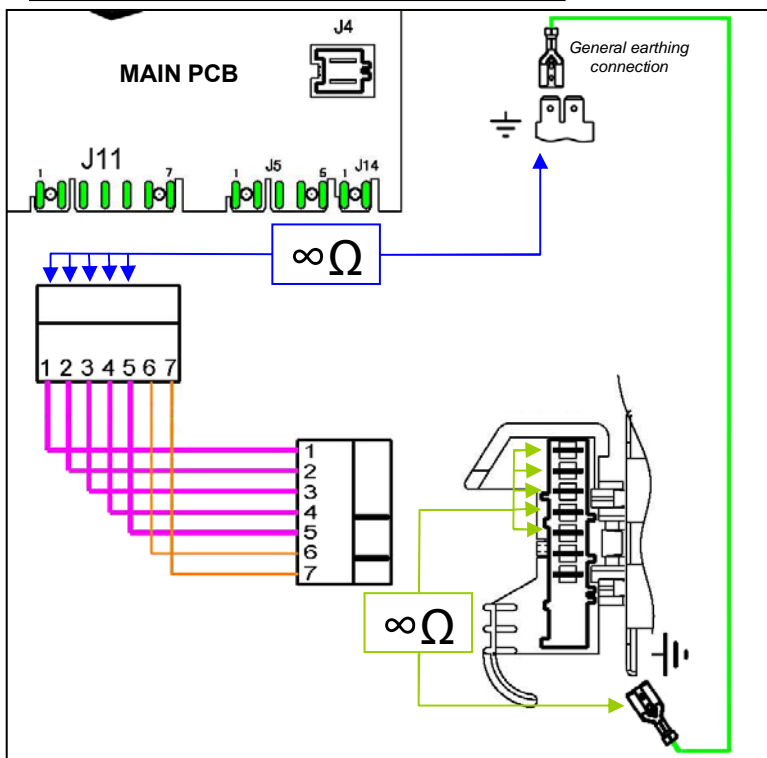 J4
MAIN PCB
General earthing
connection
J11
1 7
1 J5 5 1 J14
∞Ω
1 2 3 4 5 6 7
1
2
3
4
5
6
7
∞Ω